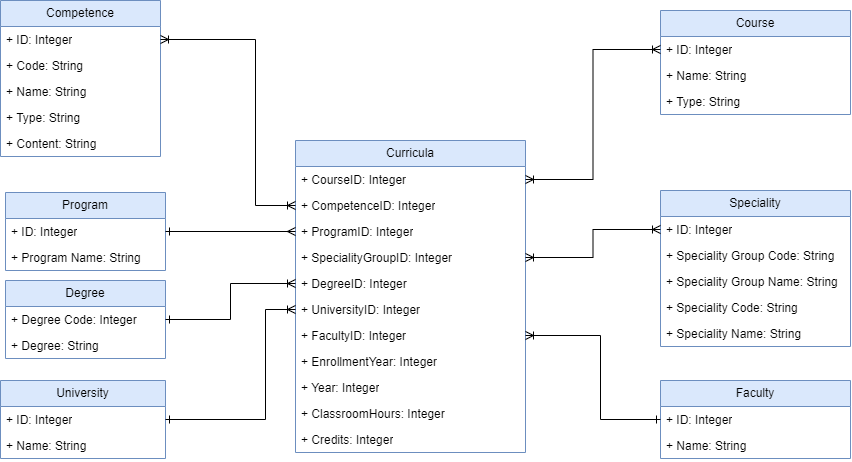 Competence
+ ID: Integer
+ Code: String
+ Name: String
+ Type: String
+ Content: String
Program
+ ID: Integer
+ Program Name: String
Degree
+ Degree Code: Integer
+ Degree: String
University
+ ID: Integer
+ Name: String
Curricula
+ CourseID: Integer
+ CompetenceID: Integer
+ ProgramID: Integer
+ SpecialityGroupID: Integer
+ DegreeID: Integer
+ UniversityID: Integer
+ FacultyID: Integer
+ EnrollmentYear: Integer
+ Year: Integer
+ ClassroomHours: Integer
+ Credits: Integer
Course
+ ID: Integer
+ Name: String
+ Type: String
Speciality
+ ID: Integer
+ Speciality Group Code: String
+ Speciality Group Name: String
+ Speciality Code: String
+ Speciality Name: String
Faculty
+ ID: Integer
+ Name: String